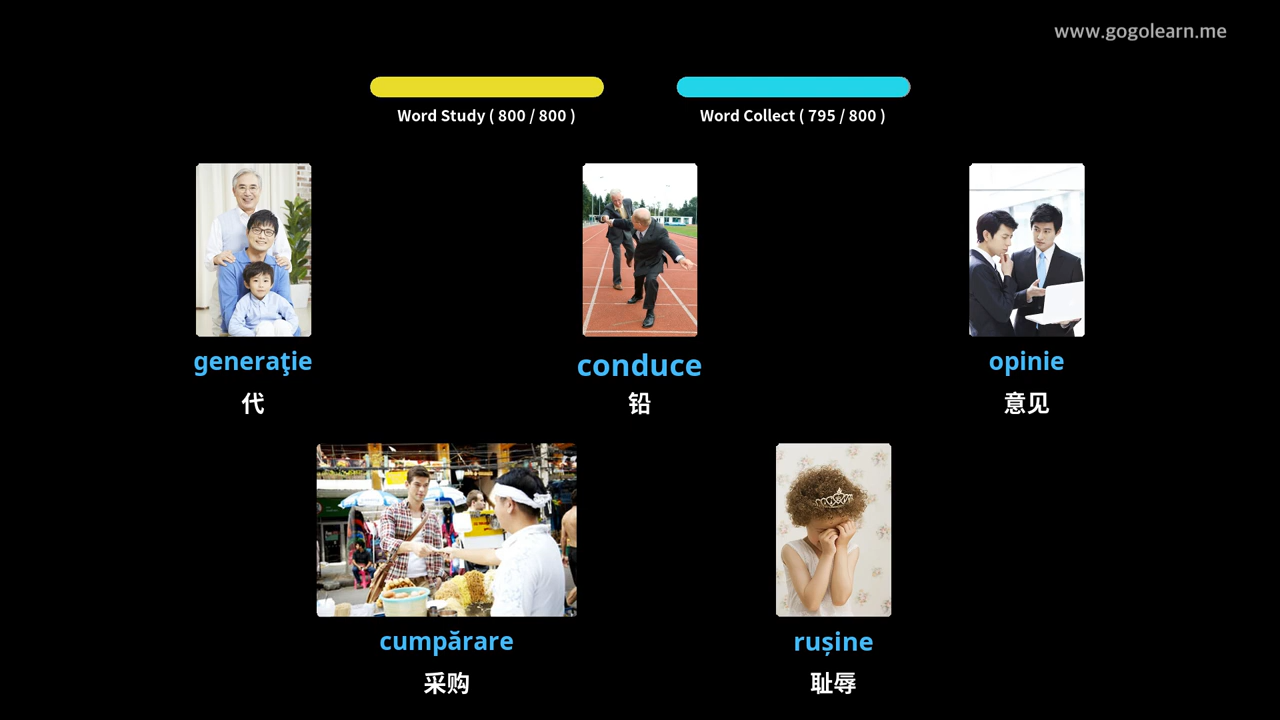 www.gogolearn.me
Word Study ( 800 / 800 )
Word Collect ( 795 / 800 )
generaţie
代
conduce
铅
opinie
意见
cumpărare
采购
rușine
耻辱